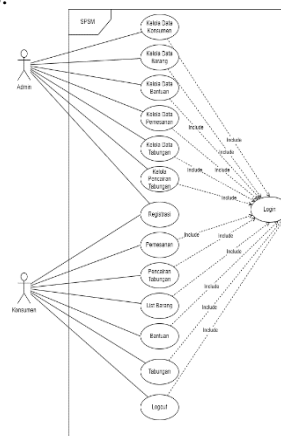 SPSM
Kelola Data
Konsumen
Kelola Data
Barang
Kelola Data
Bantuan
Kelola Data
Pemesanan
Kelola Data
Tabungan
Kelola
Pencairan
Tabungan
Registrasi
Pemesanan
Pencairan
Tabungan
List Barang
Bantuan
Tabungan
Logout
Admin
Konsumen
Login
Include
Include
Include
Include
Include
Include
Include
Include
Include
Include
Include
Include